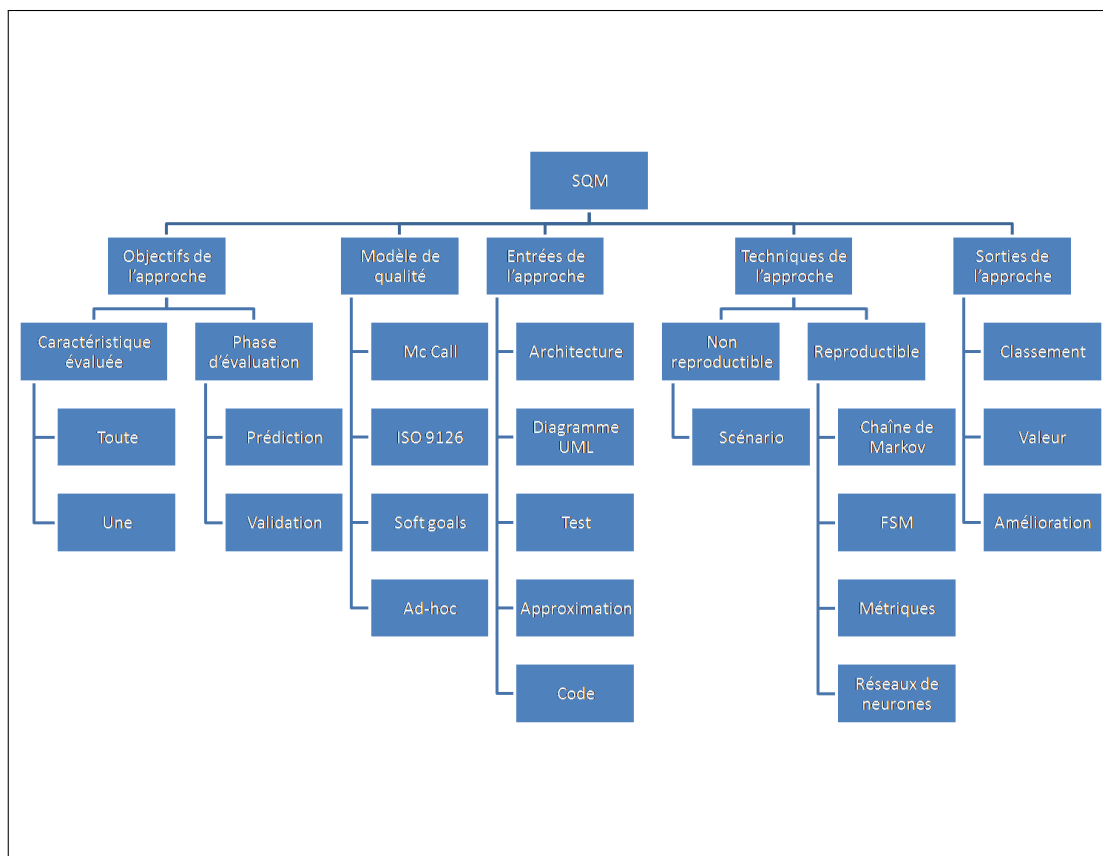 SQM
Objectifs de
l'approche
Modèle de
qualité
Entrées de
l'approche
Techniques de
l'approche
Sorties de
l'approche
Caractéristique
évaluée
Phase
d'évaluation
Mc Call
Architecture
Non
reproductible
Reproductible
Classement
Toute
Prédiction
ISO 9126
Diagramme
UML
Scénario
Chaîne de
Markov
Valeur
Une
Validation
Soft goals
Test
FSM
Amélioration
Ad-hoc
Approximation
Métriques
Code
Réseaux de
neurones